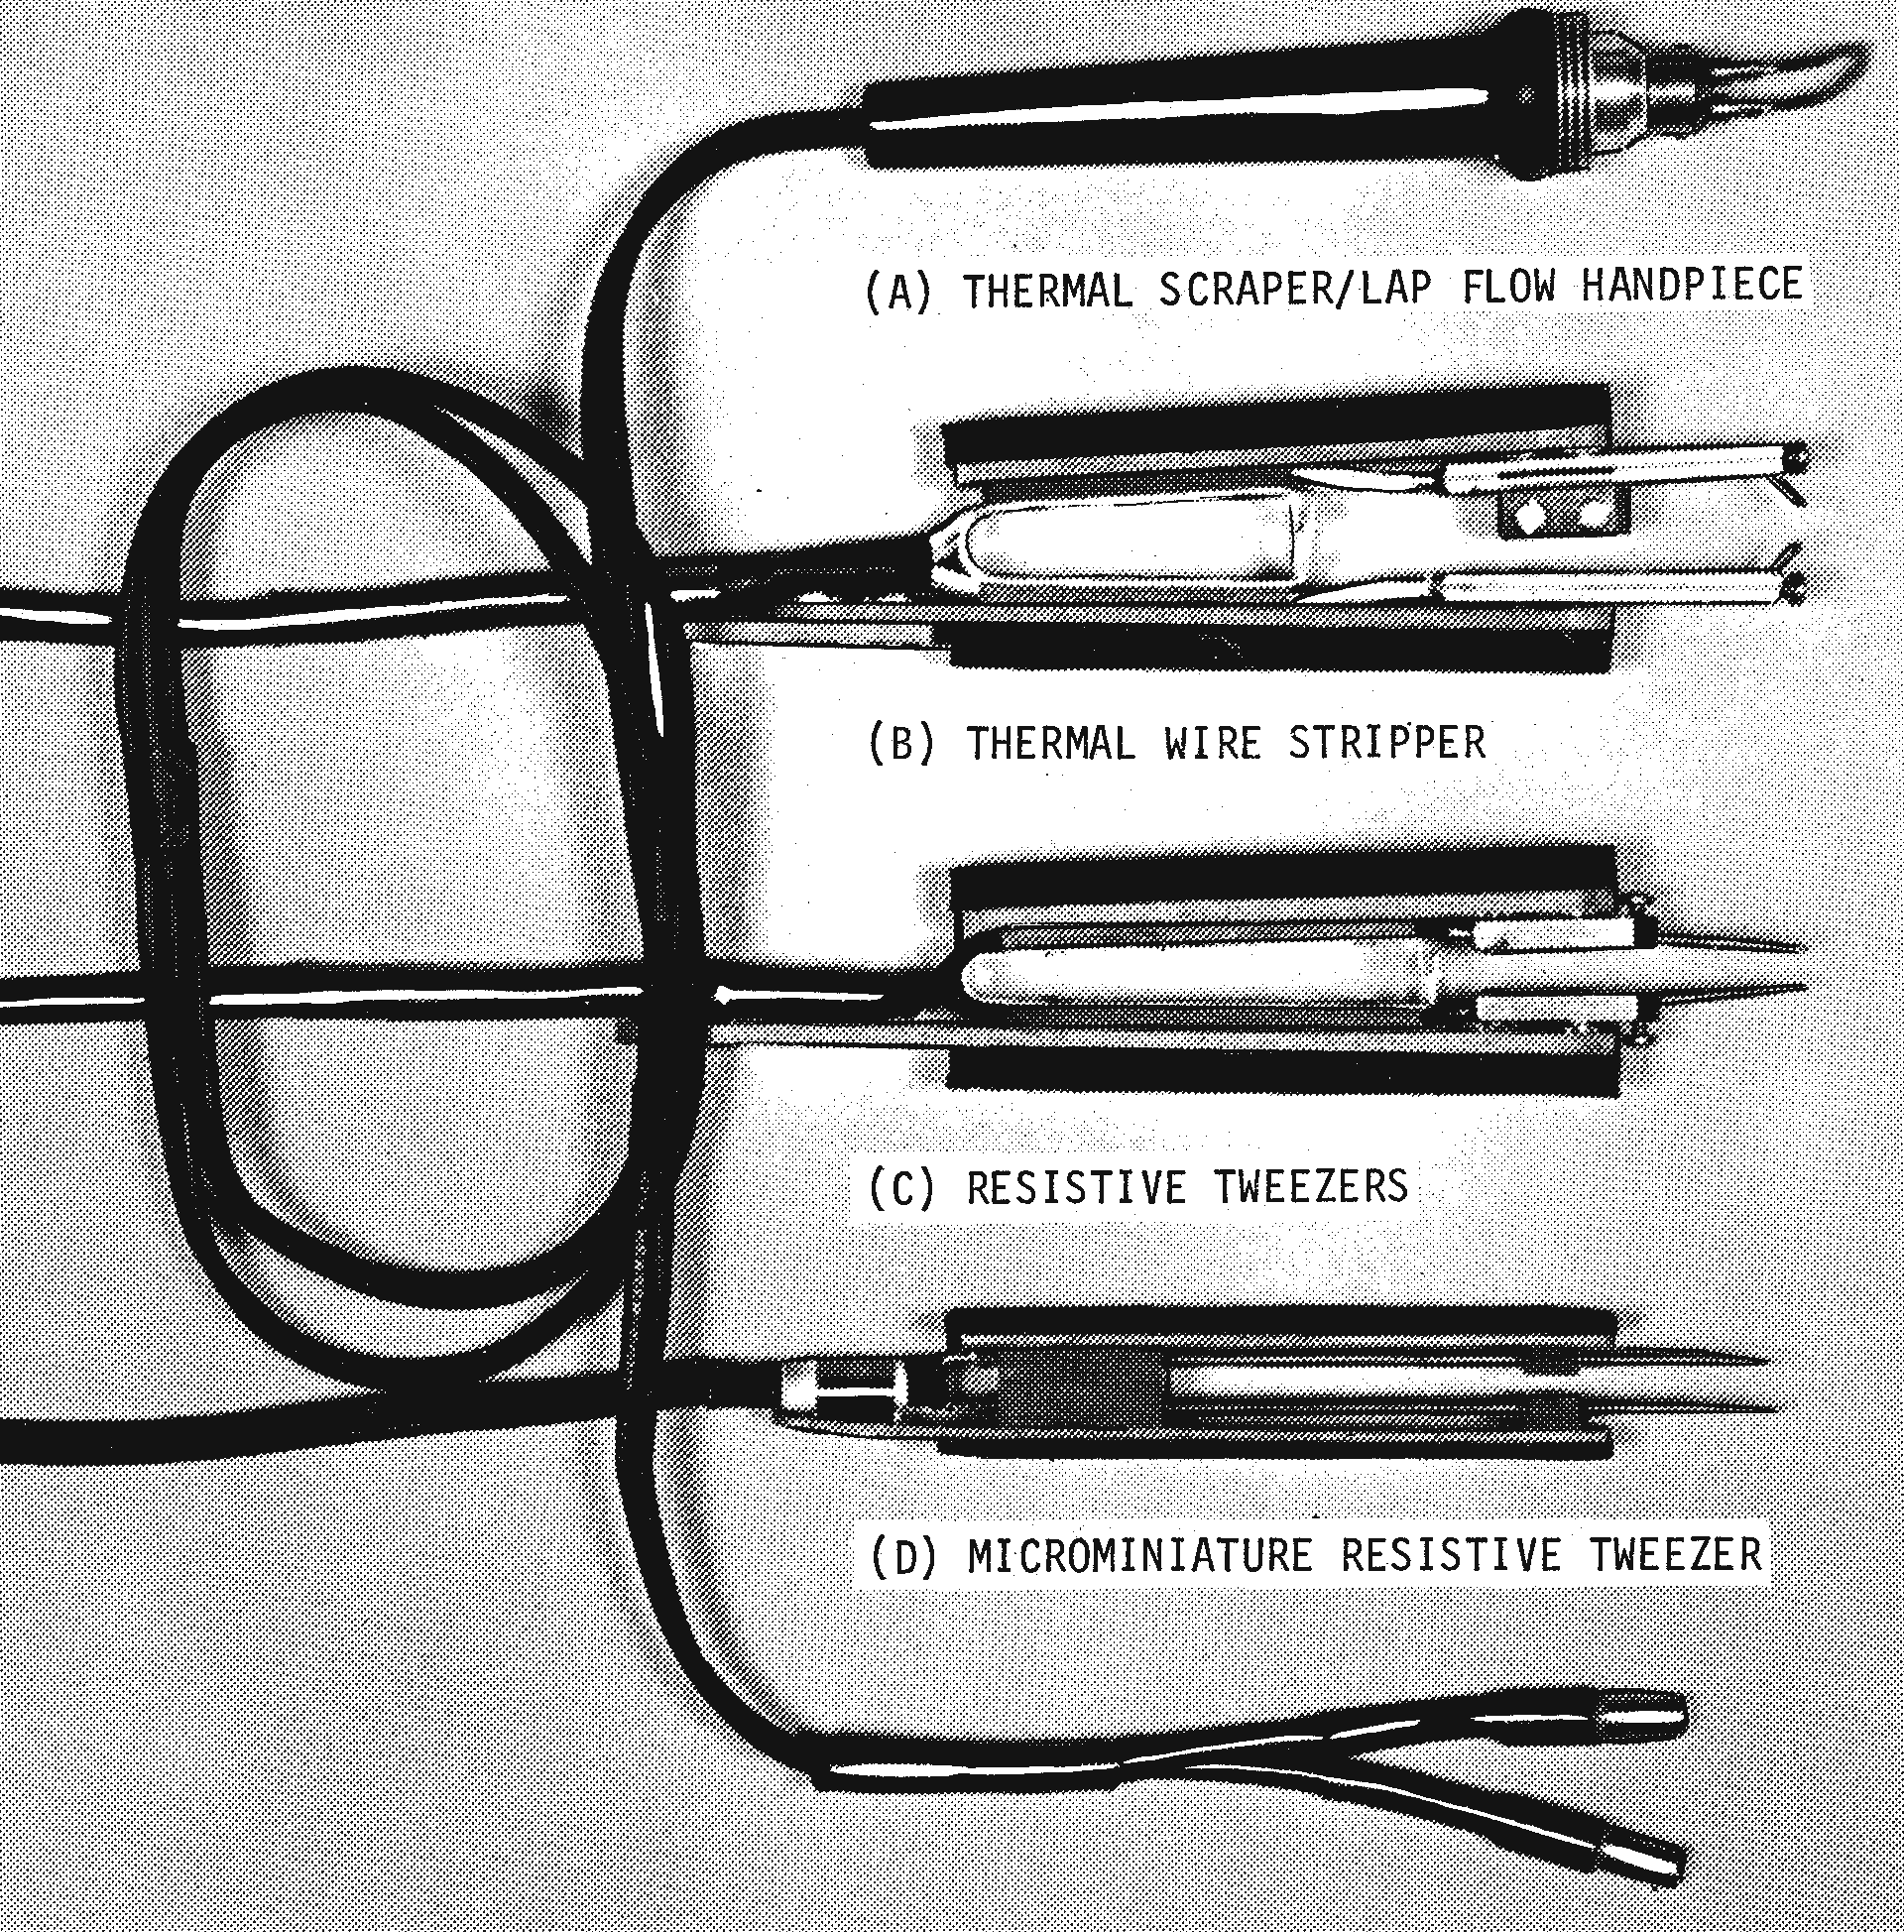 (A) THERMAL SCRAPER/LAP FLOW HANDPIECE
(B) THERMAL WIRE STRIPPER
(C) RESISTIVE TWEEZERS
(D) MICROMINIATURE RESISTIVE TWEEZER